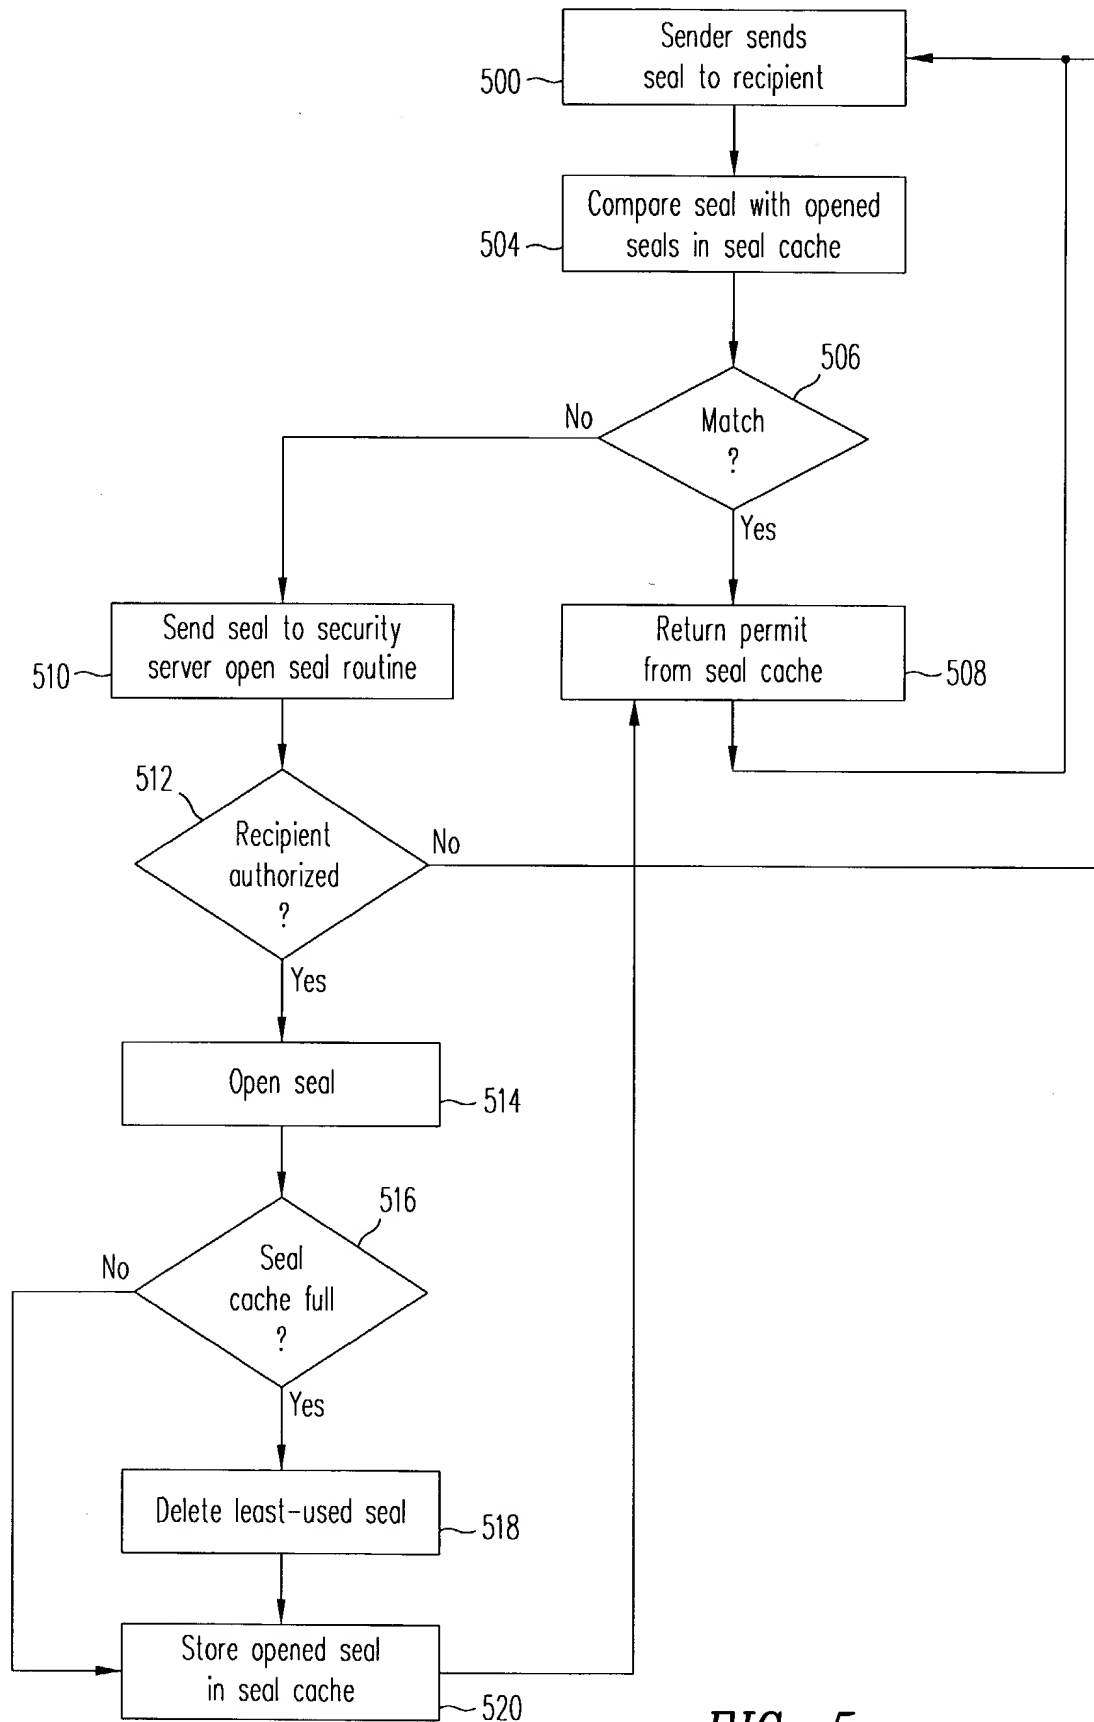 Sender sends
seal to recipient
500
Compare seal with opened
seals in seal cache
504
506
Match
?
No
Yes
Send seal to security
server open seal routine
510
Return permit
from seal cache
508
512
Recipient
authorized
?
No
Yes
Open seal
514
516
Seal
cache full
?
No
Yes
Delete least-used seal
518
Store opened seal
in seal cache
520
FIG. 5